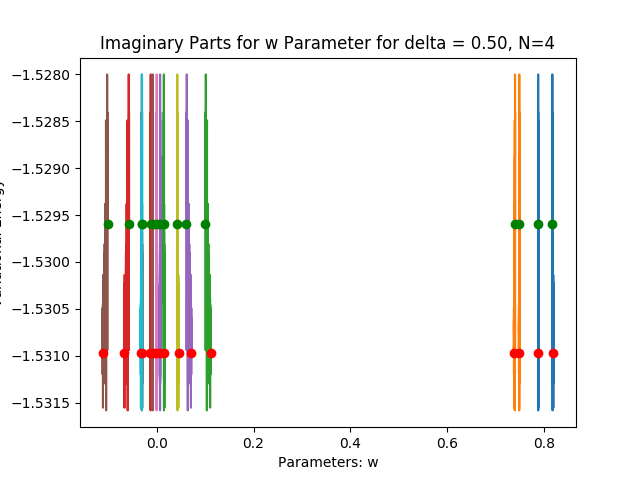 Imaginary Parts for w Parameter for delta = 0.50, N=4
−1.5280
−1.5285
−1.5290
−1.5295
−1.5300
−1.5305
−1.5310
−1.5315
0.0 0.2 0.4 0.6 0.8
Parameters: w